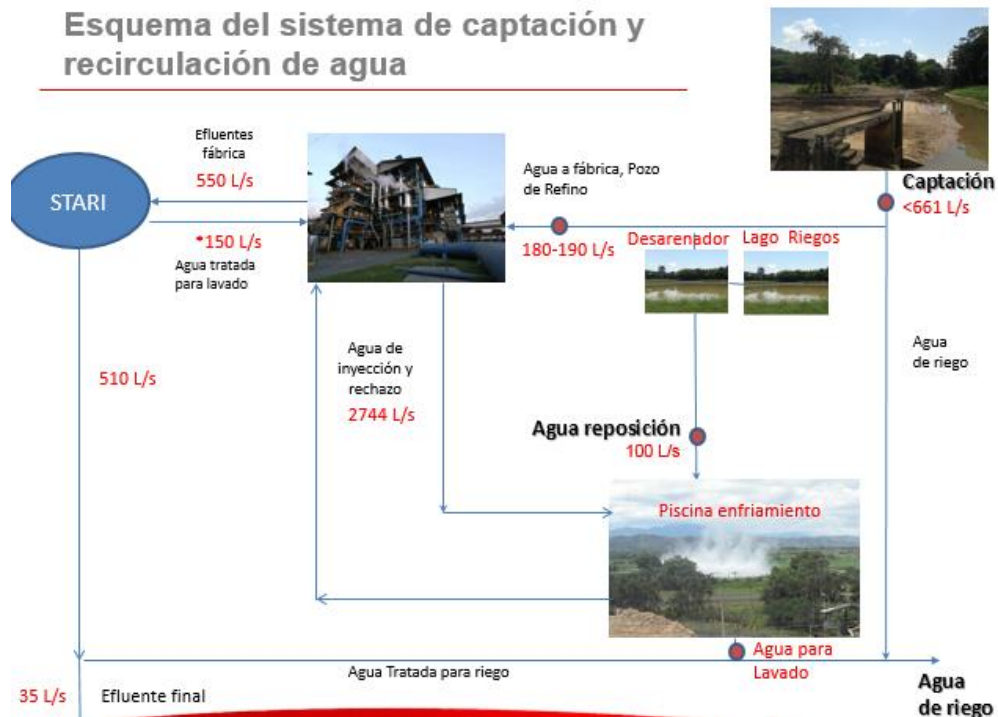 Esquema del sistema de captación y
recirculación de agua
Efluentes
fábrica
550 L/s
STARI
*150 L/s
Agua tratada
para lavado
Agua a fábrica, Pozo
de Refino
180-190 L/s
Captación
<661 L/s
Desarenador
Lago Riegos
Agua
de riego
510 L/s
Agua de
inyección y
rechazo
2744 L/s
Agua reposición
100 L/s
Piscina enfriamiento
Agua para
Lavado
Agua Tratada para riego
35 L/s
Efluente final
Agua
de riego